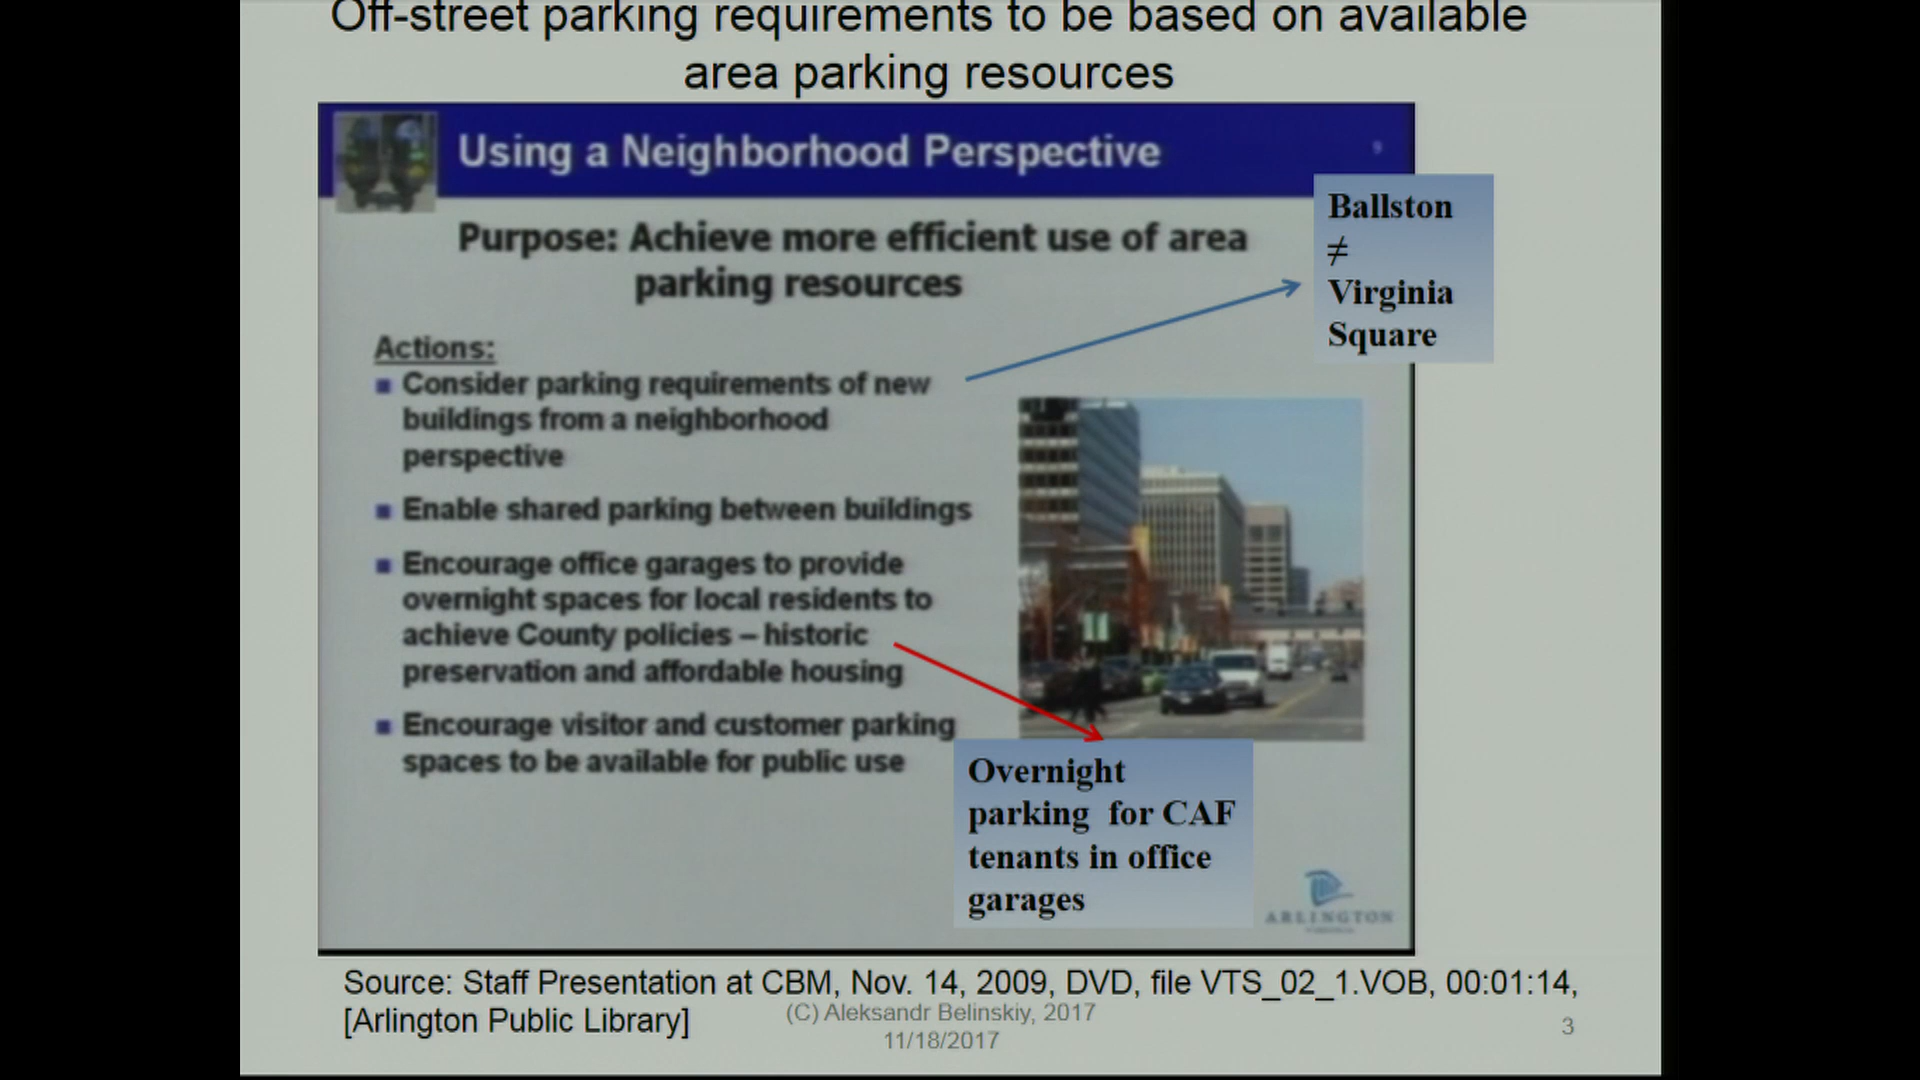 Off-street parking requirements to be based on available
area parking resources
Using a Neighborhood Perspective
9
Purpose: Achieve more efficient use of area
parking resources
Ballston
≠
Virginia
Square
Actions:
■ Consider parking requirements of new
buildings from a neighborhood
perspective
■ Enable shared parking between buildings
■ Encourage office garages to provide
overnight spaces for local residents to
achieve County policies – historic
preservation and affordable housing
■ Encourage visitor and customer parking
spaces to be available for public use
Overnight
parking for CAF
tenants in office
garages
ARLINGTON
Source: Staff Presentation at CBM, Nov. 14, 2009, DVD, file VTS_02_1.VOB, 00:01:14,
[Arlington Public Library]
(C) Aleksandr Belinskiy, 2017
11/18/2017
3